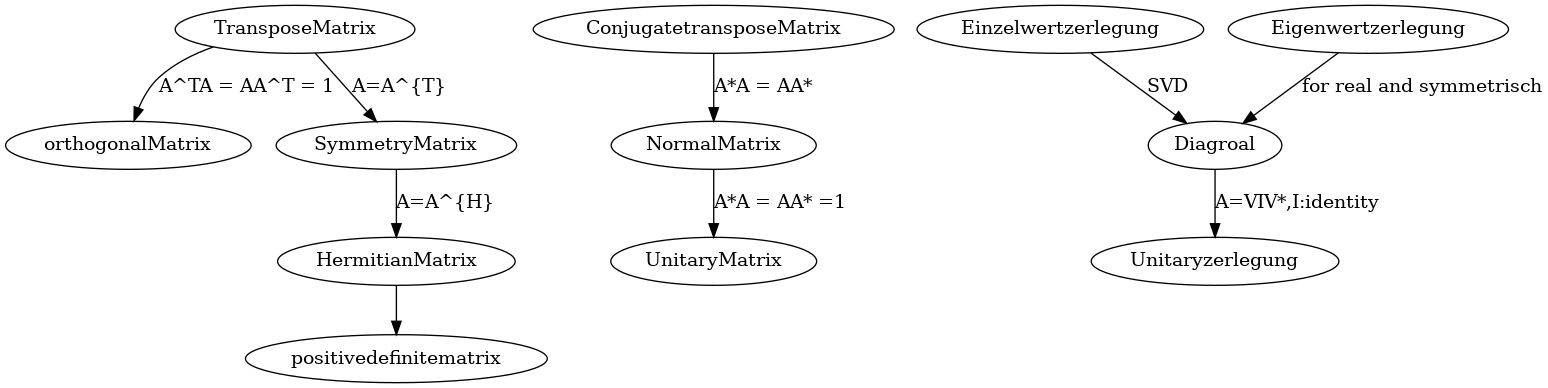 TransposeMatrix
ConjugatetransposeMatrix
Einzelwertzerlegung
Eigenwertzerlegung
A^TA = AA^T = 1
A=A^{T}
A*A = AA*
SVD
for real and symmetrisch
orthogonalMatrix
SymmetryMatrix
NormalMatrix
Diagroal
A=A^{H}
A*A = AA* =1
A=VIV*,I:identity
HermitianMatrix
UnitaryMatrix
Unitaryzerlegung
positivedefinitematrix